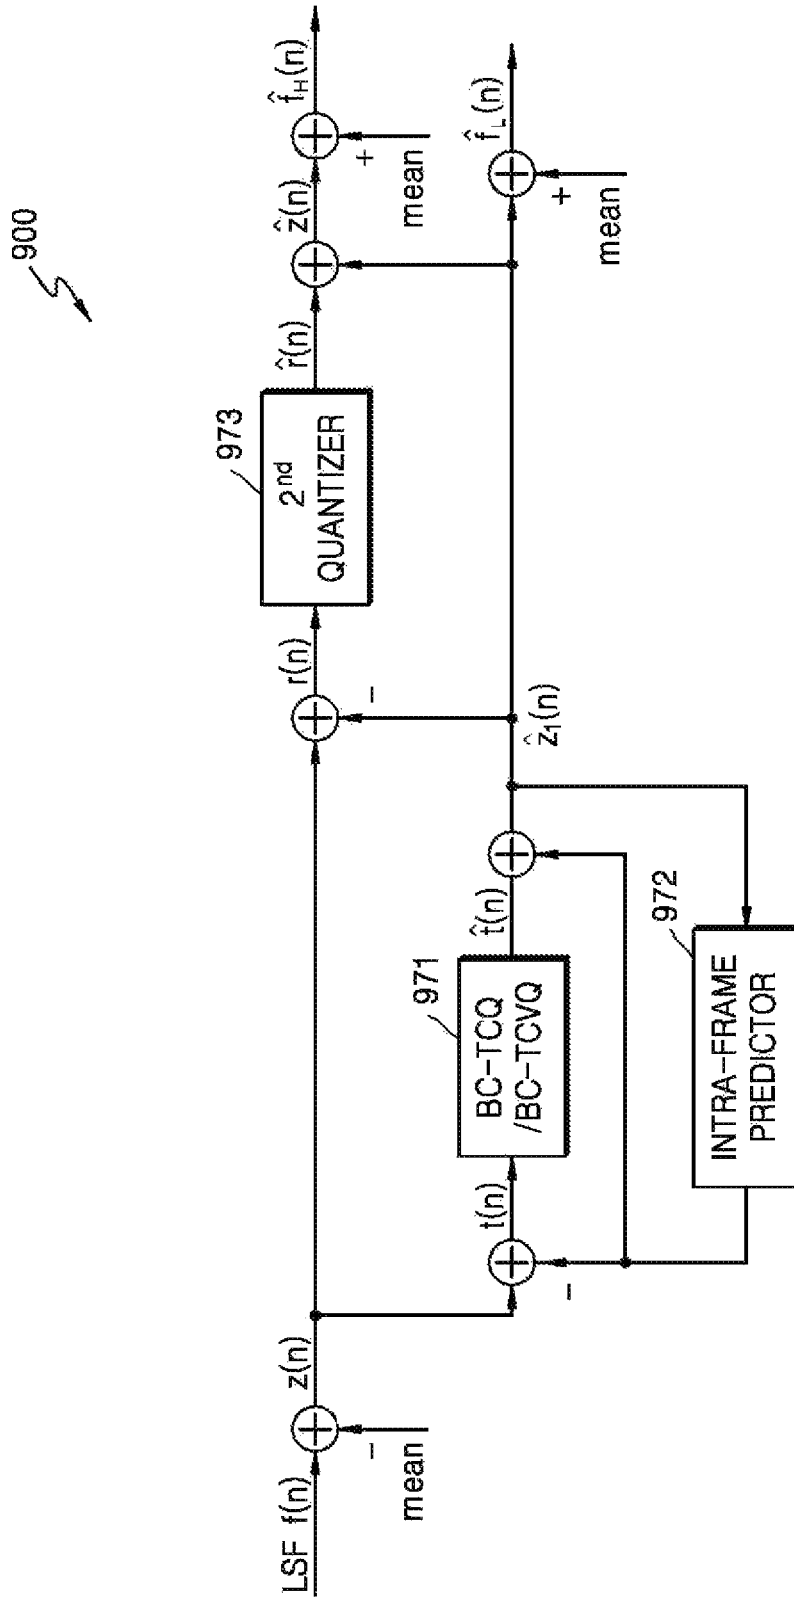 900
LSF f(n)
−
mean
z(n)
−
r(n)
973
2nd
QUANTIZER
r̂(n)
ẑ(n)
+
mean
f̂H(n)
−
t(n)
971
BC−TCQ
/BC−TCVQ
t̂(n)
ẑ1(n)
+
mean
f̂L(n)
972
INTRA−FRAME
PREDICTOR